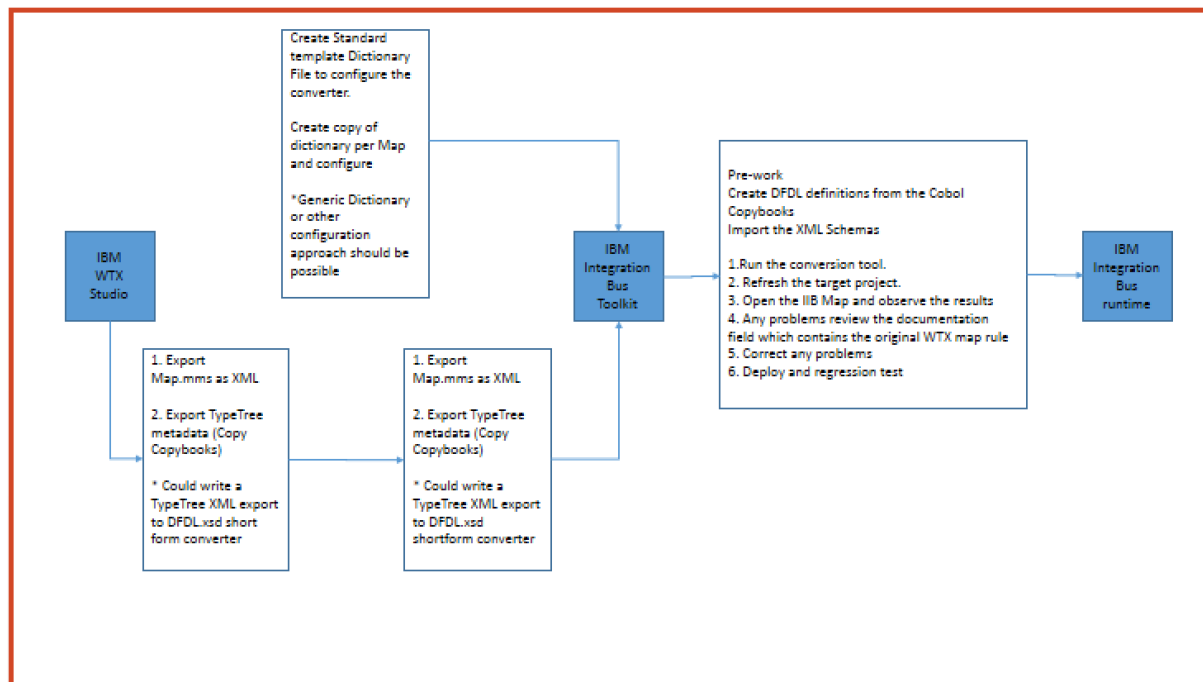 Create Standard
template Dictionary
File to configure the
converter.
Create copy of
dictionary per Map
and configure
*Generic Dictionary
or other
configuration
approach should be
possible
IBM
WTX
Studio
1. Export
Map.mms as XML
2. Export TypeTree
metadata (Copy
Copybooks)
* Could write a
TypeTree XML export
to DFDL.xsd short
form converter
1. Export
Map.mms as XML
2. Export TypeTree
metadata (Copy
Copybooks)
* Could write a
TypeTree XML export
to DFDL.xsd
shortform converter
IBM
Integration
Bus
Toolkit
Pre-work
Create DFDL definitions from the Cobol
Copybooks
Import the XML Schemas
1.Run the conversion tool.
2. Refresh the target project.
3. Open the IIB Map and observe the results
4. Any problems review the documentation
field which contains the original WTX map rule
5. Correct any problems
6. Deploy and regression test
IBM
Integration
Bus
runtime